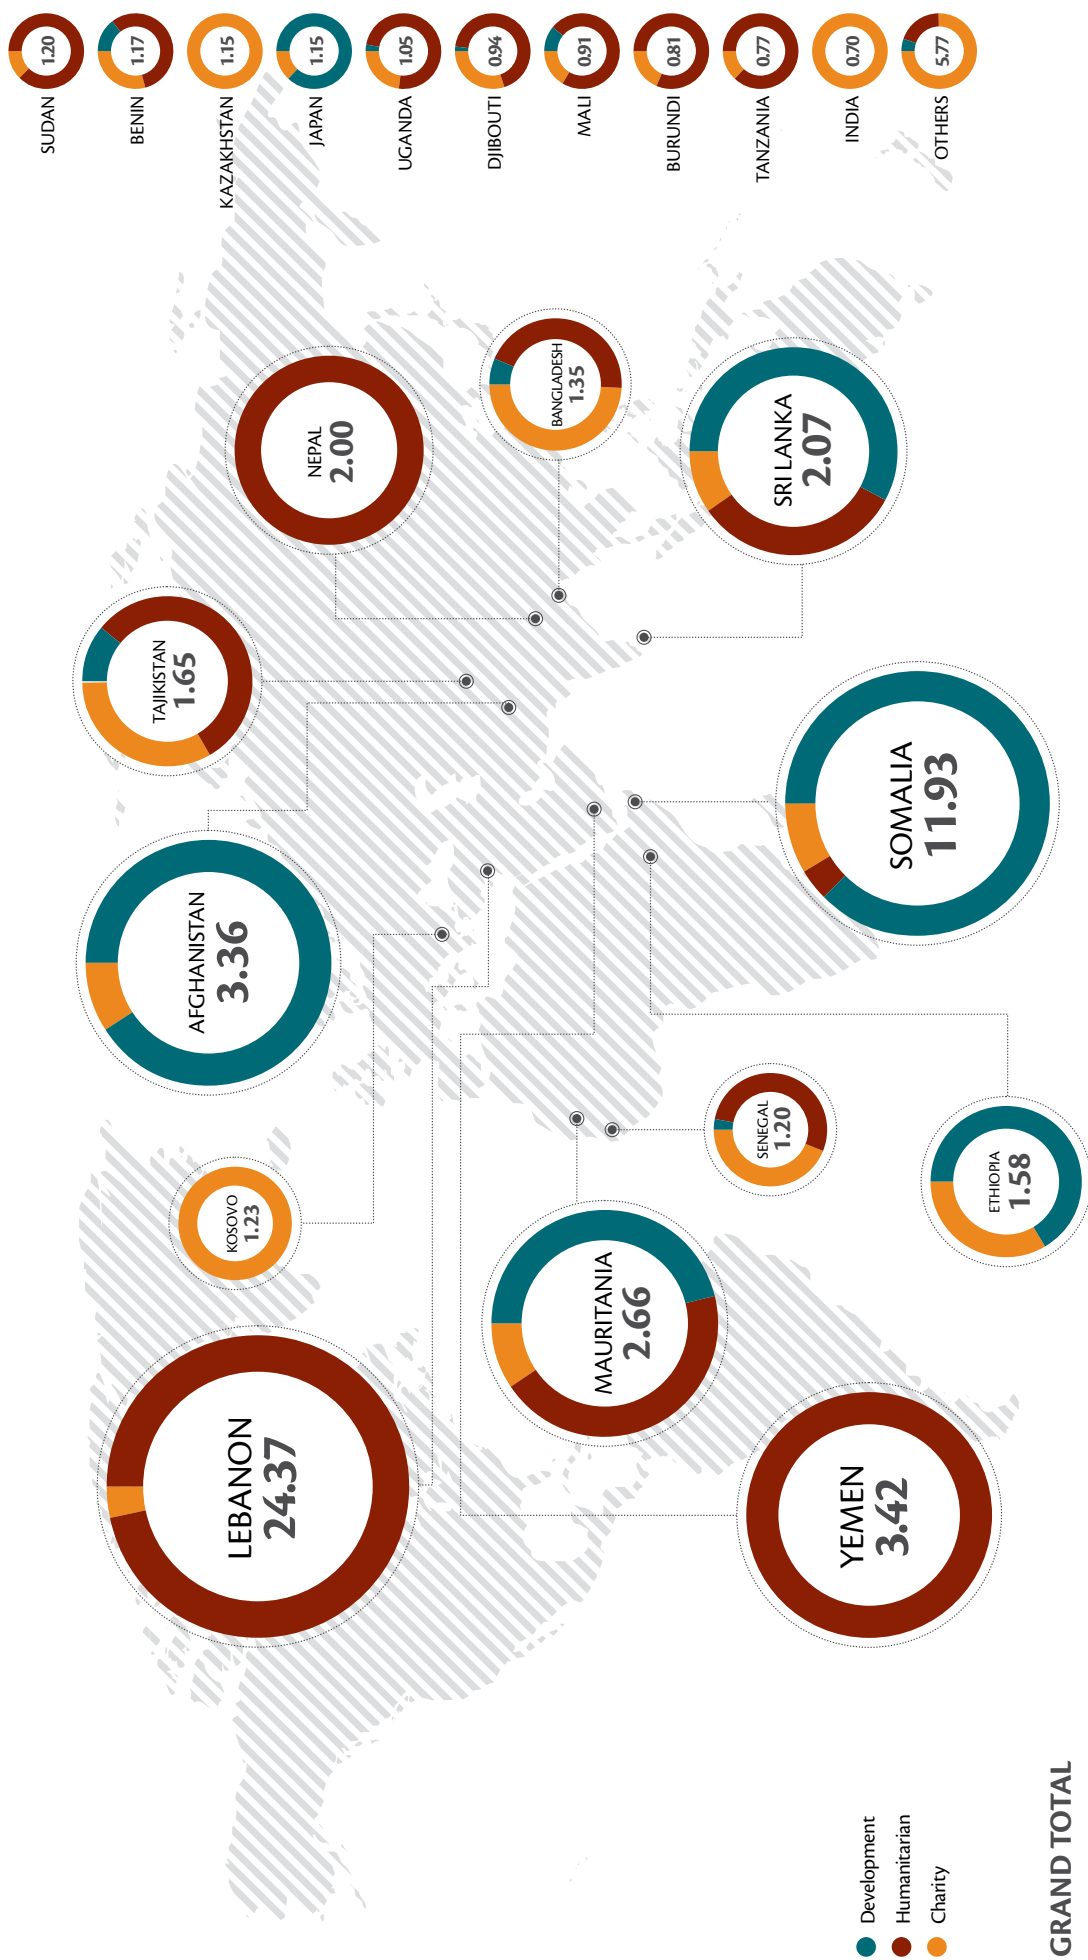 LEBANON
24.37
KOSOVO
1.23
AFGHANISTAN
3.36
TAJIKISTAN
1.65
NEPAL
2.00
BANGLADESH
1.35
SRI LANKA
2.07
SOMALIA
11.93
MAURITANIA
2.66
SENEGAL
1.20
ETHIOPIA
1.58
YEMEN
3.42
SUDAN
1.20
BENIN
1.17
KAZAKHSTAN
1.15
JAPAN
1.15
UGANDA
1.05
DJIBOUTI
0.94
MALI
0.91
BURUNDI
0.81
TANZANIA
0.77
INDIA
0.70
OTHERS
5.77
Development
Humanitarian
Charity
GRAND TOTAL